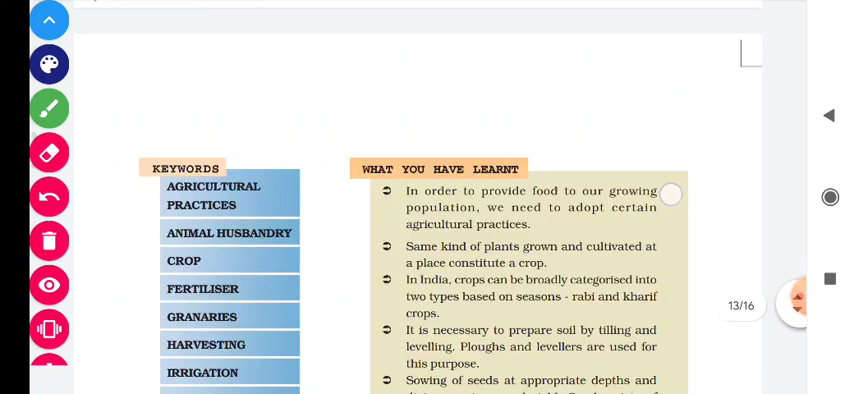 KEYWORDS
AGRICULTURAL
PRACTICES
ANIMAL HUSBANDRY
CROP
FERTILISER
GRANARIES
HARVESTING
IRRIGATION
WHAT YOU HAVE LEARNT
➲ In order to provide food to our growing
population, we need to adopt certain
agricultural practices.
➲ Same kind of plants grown and cultivated at
a place constitute a crop.
➲ In India, crops can be broadly categorised into
two types based on seasons - rabi and kharif
crops.
➲ It is necessary to prepare soil by tilling and
levelling. Ploughs and levellers are used for
this purpose.
➲ Sowing of seeds at appropriate depths and
13/16